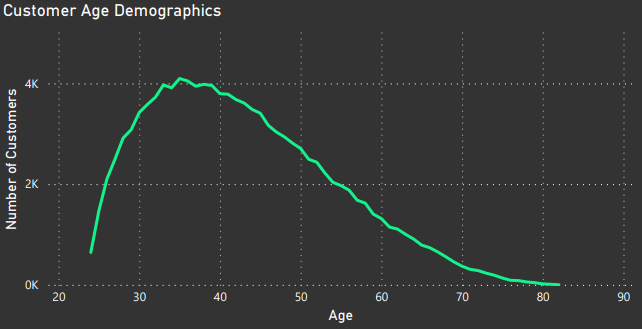 Customer Age Demographics
Number of Customers
4K
2K
0K
20 30 40 50 60 70 80 90
Age